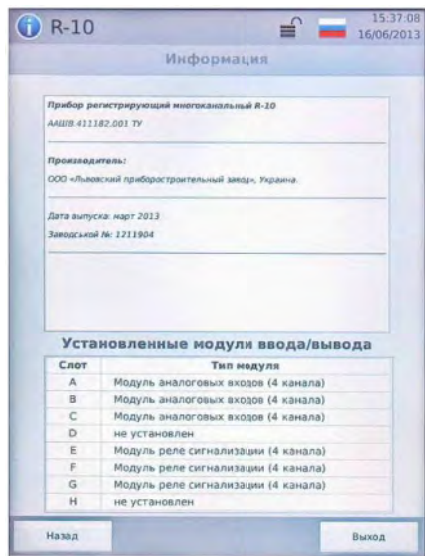 R-10
15:37:08
16/06/2013
Информация
Прибор регистрирующий многоканальный R-10
ААШВ.411182.001 ТУ
Производитель:
ООО «Львовский приборостроительный завод», Украина.
Дата выпуска: март 2013
Заводской №: 1211904
Установленные модули ввода/вывода
Слот Тип модуля
A Модуль аналоговых входов (4 канала)
B Модуль аналоговых входов (4 канала)
C Модуль аналоговых входов (4 канала)
D не установлен
E Модуль реле сигнализации (4 канала)
F Модуль реле сигнализации (4 канала)
G Модуль реле сигнализации (4 канала)
H не установлен
Назад Выход